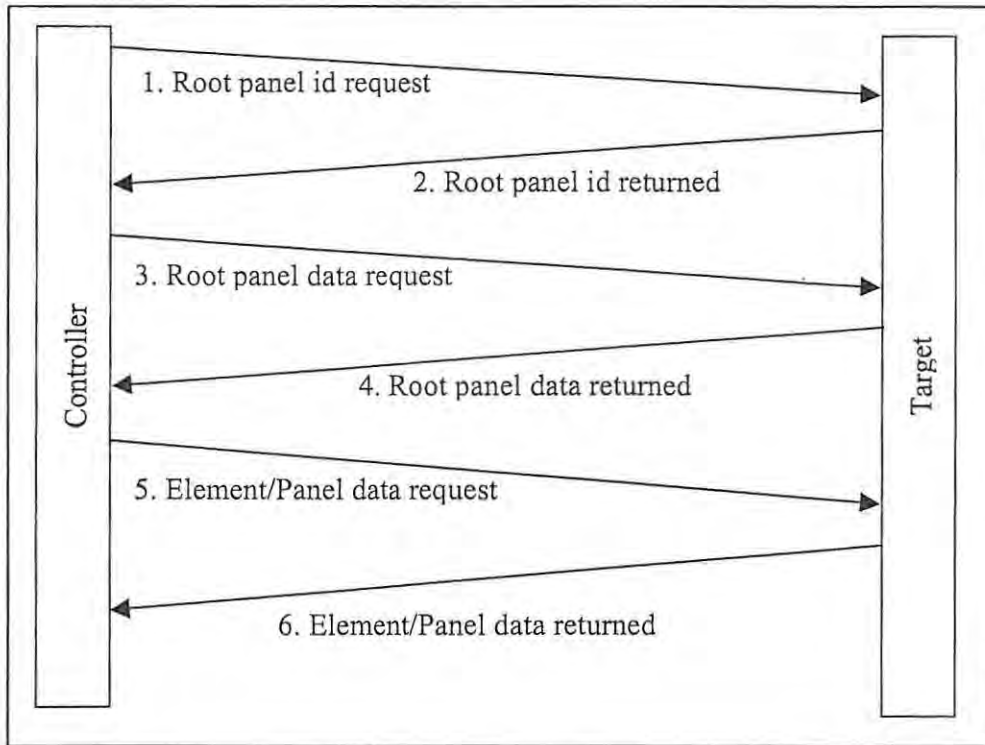 Controller
1. Root panel id request
2. Root panel id returned
3. Root panel data request
4. Root panel data returned
5. Element/Panel data request
6. Element/Panel data returned
Target